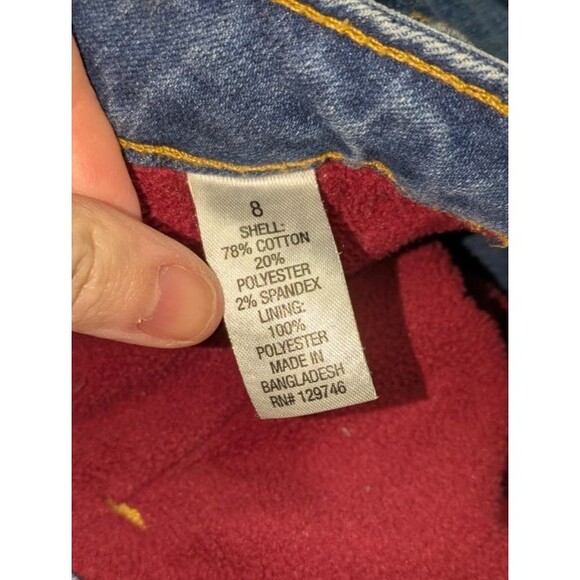 8
SHELL:
78% COTTON
20%
POLYESTER
2% SPANDEX
LINING:
100%
POLYESTER
MADE IN
BANGLADESH
RN# 129746